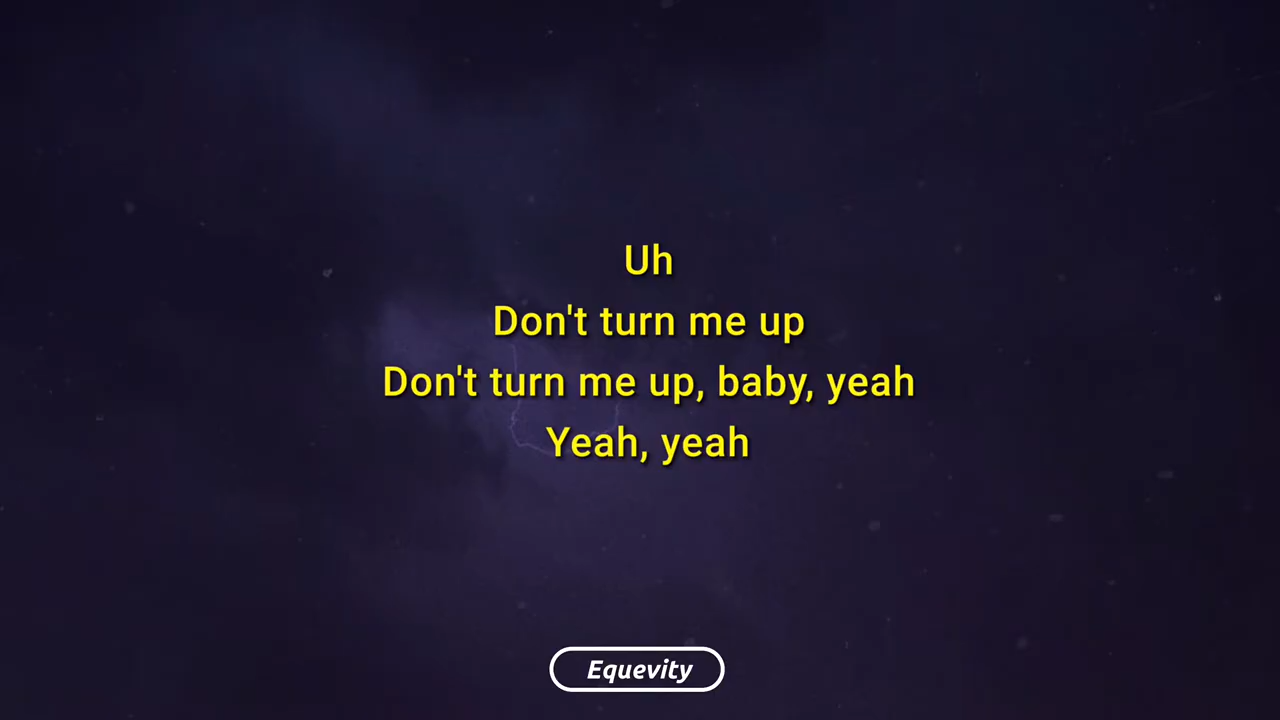 Uh
Don't turn me up
Don't turn me up, baby, yeah
Yeah, yeah
Equevity